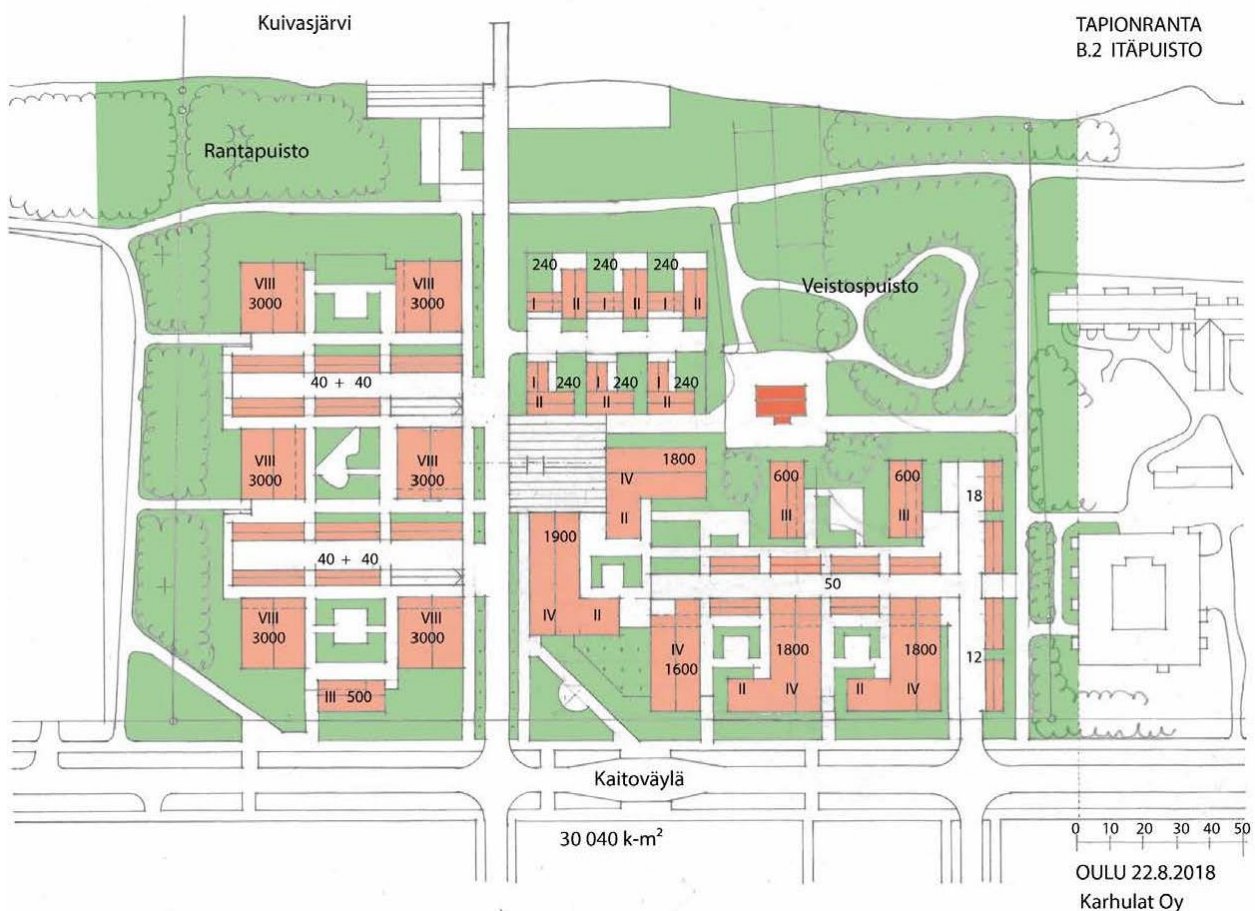 Kuivasjärvi
TAPIONRANTA
B.2 ITÄPUISTO
Rantapuisto
Veistospuisto
VIII
3000
VIII
3000
240 240 240
I II I II I II
40 + 40
I 240 I 240 I 240
II II II
VIII
3000
VIII
3000
1800
IV
II
600
III
600
III
18
1900
IV II
40 + 40
50
VIII
3000
VIII
3000
III 500
IV
1600
1800
II IV
1800
II IV
12
Kaitoväylä
30 040 k-m²
0 10 20 30 40 50
OULU 22.8.2018
Karhulat Oy